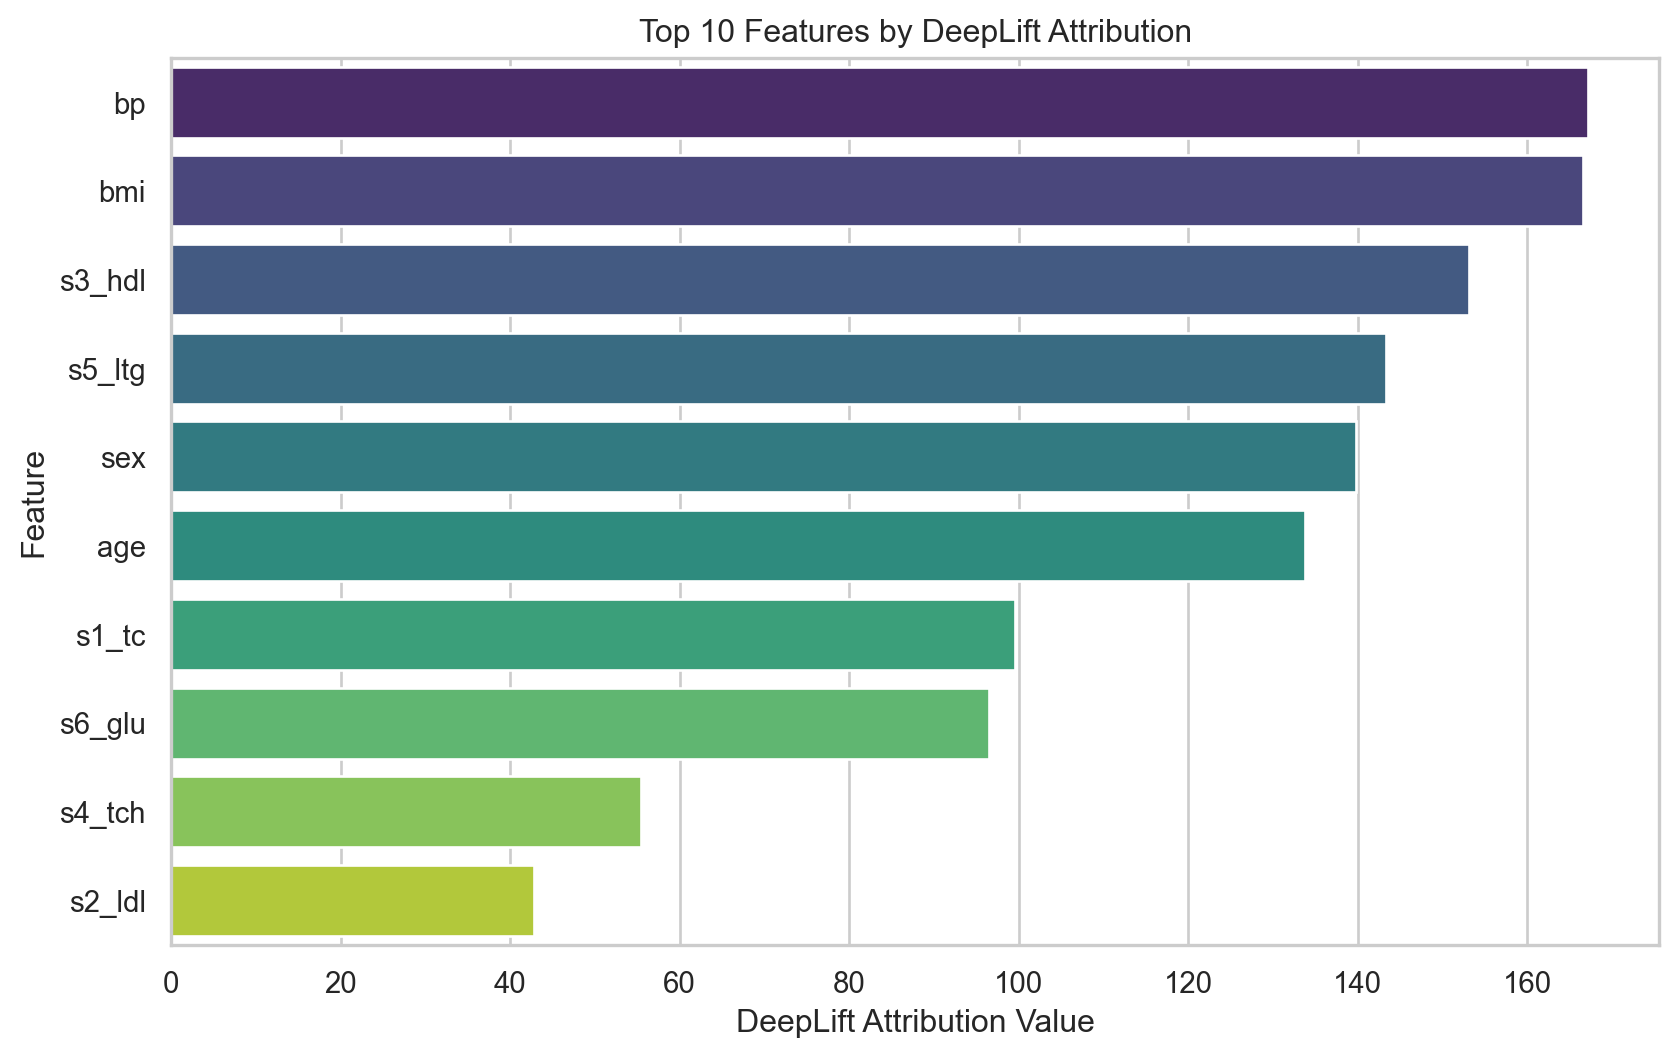 Top 10 Features by DeepLift Attribution
bp
bmi
s3_hdl
s5_ltg
sex
age
s1_tc
s6_glu
s4_tch
s2_ldl
Feature
0 20 40 60 80 100 120 140 160
DeepLift Attribution Value